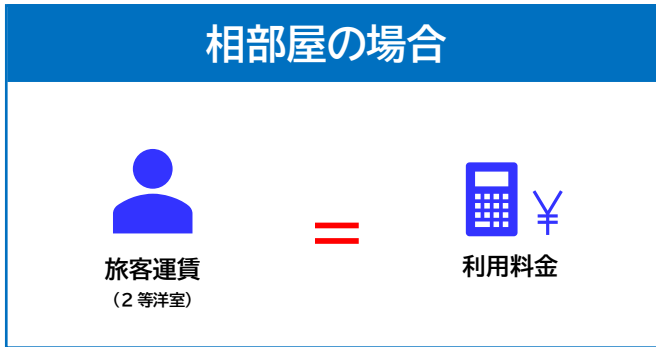 相部屋の場合
旅客運賃
(2等洋室)
=
利用料金
¥